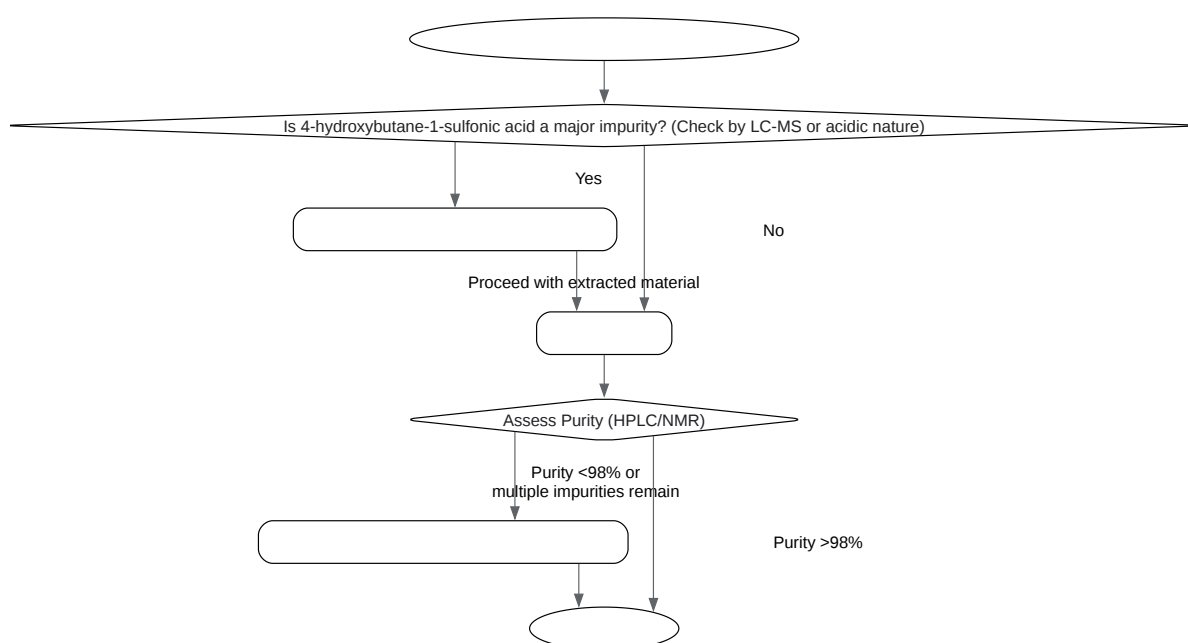 Is 4-hydroxybutane-1-sulfonic acid a major impurity? (Check by LC-MS or acidic nature)
Yes
No
Proceed with extracted material
Assess Purity (HPLC/NMR)
Purity <98% or
multiple impurities remain
Purity >98%